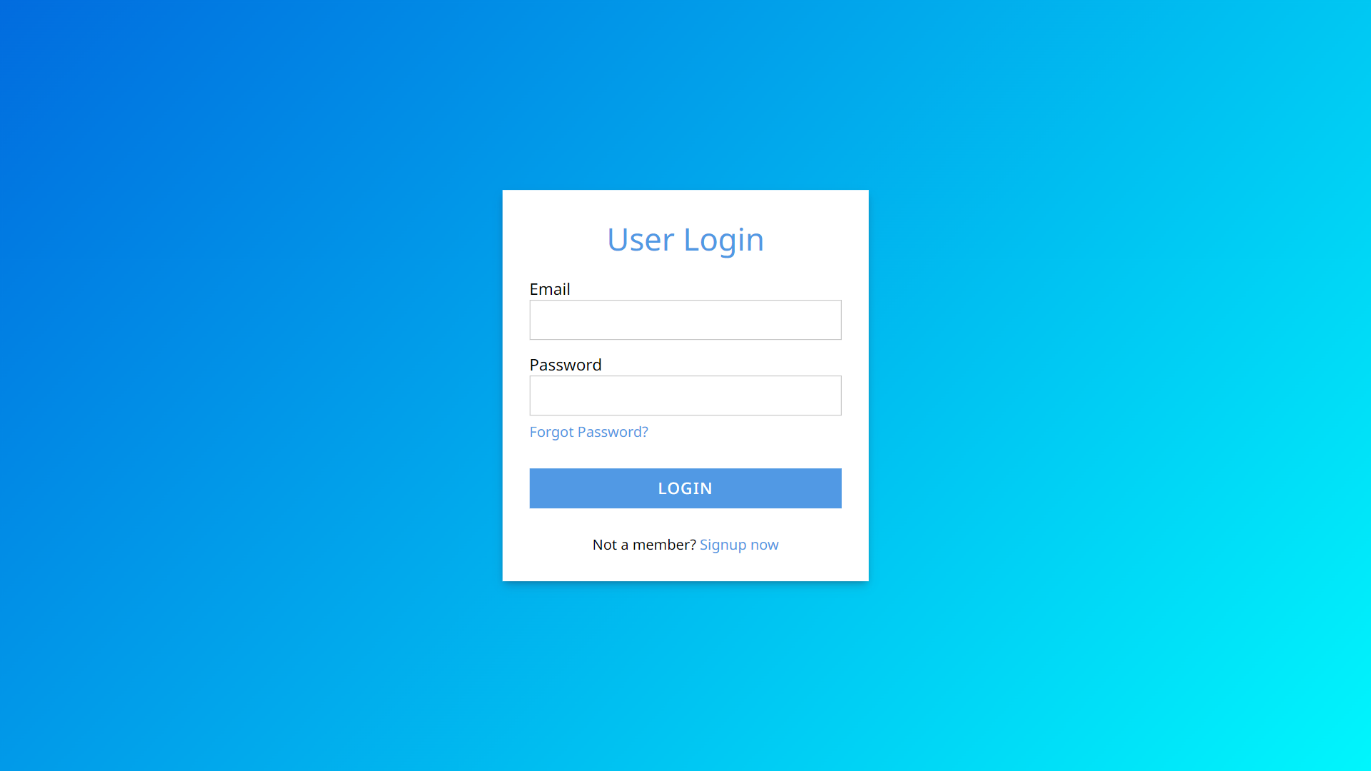 User Login
Email
Password
Forgot Password?
LOGIN
Not a member? Signup now